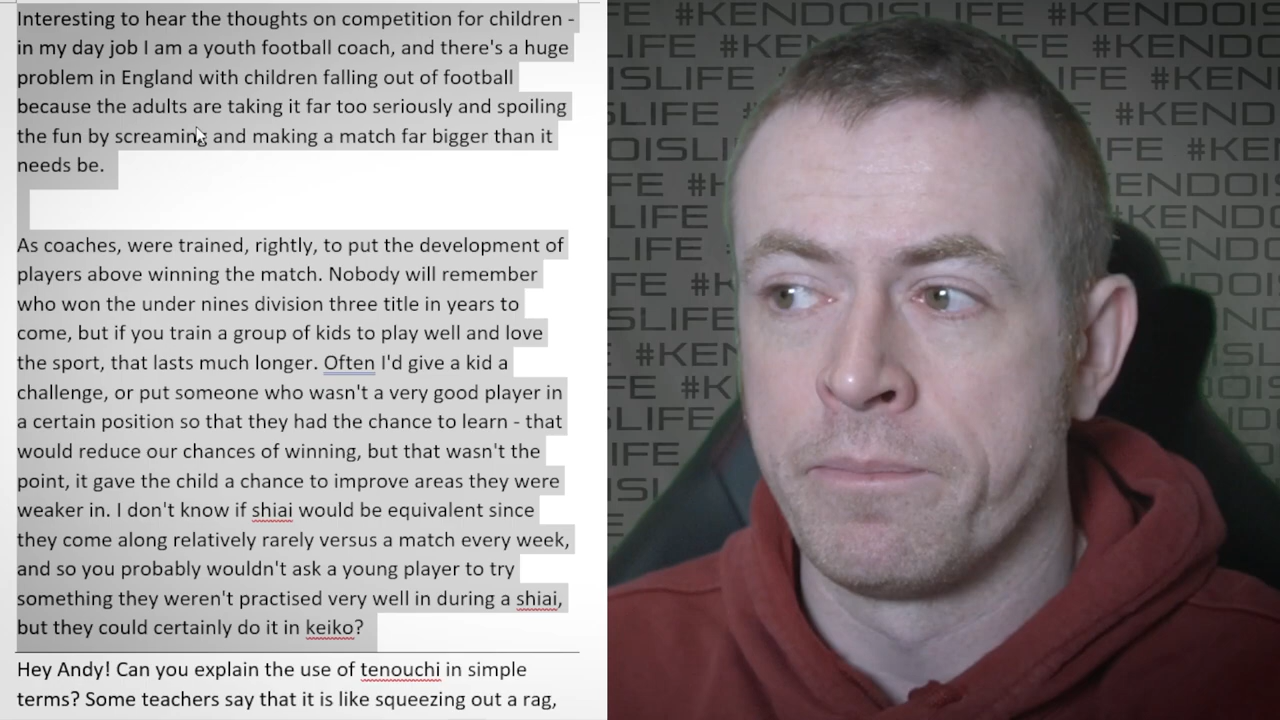 Interesting to hear the thoughts on competition for children -
in my day job I am a youth football coach, and there's a huge
problem in England with children falling out of football
because the adults are taking it far too seriously and spoiling
the fun by screaming and making a match far bigger than it
needs be.
As coaches, were trained, rightly, to put the development of
players above winning the match. Nobody will remember
who won the under nines division three title in years to
come, but if you train a group of kids to play well and love
the sport, that lasts much longer. Often I'd give a kid a
challenge, or put someone who wasn't a very good player in
a certain position so that they had the chance to learn - that
would reduce our chances of winning, but that wasn't the
point, it gave the child a chance to improve areas they were
weaker in. I don't know if shiai would be equivalent since
they come along relatively rarely versus a match every week,
and so you probably wouldn't ask a young player to try
something they weren't practised very well in during a shiai,
but they could certainly do it in keiko?
Hey Andy! Can you explain the use of tenouchi in simple
terms? Some teachers say that it is like squeezing out a rag,
#KENDOISLIFE